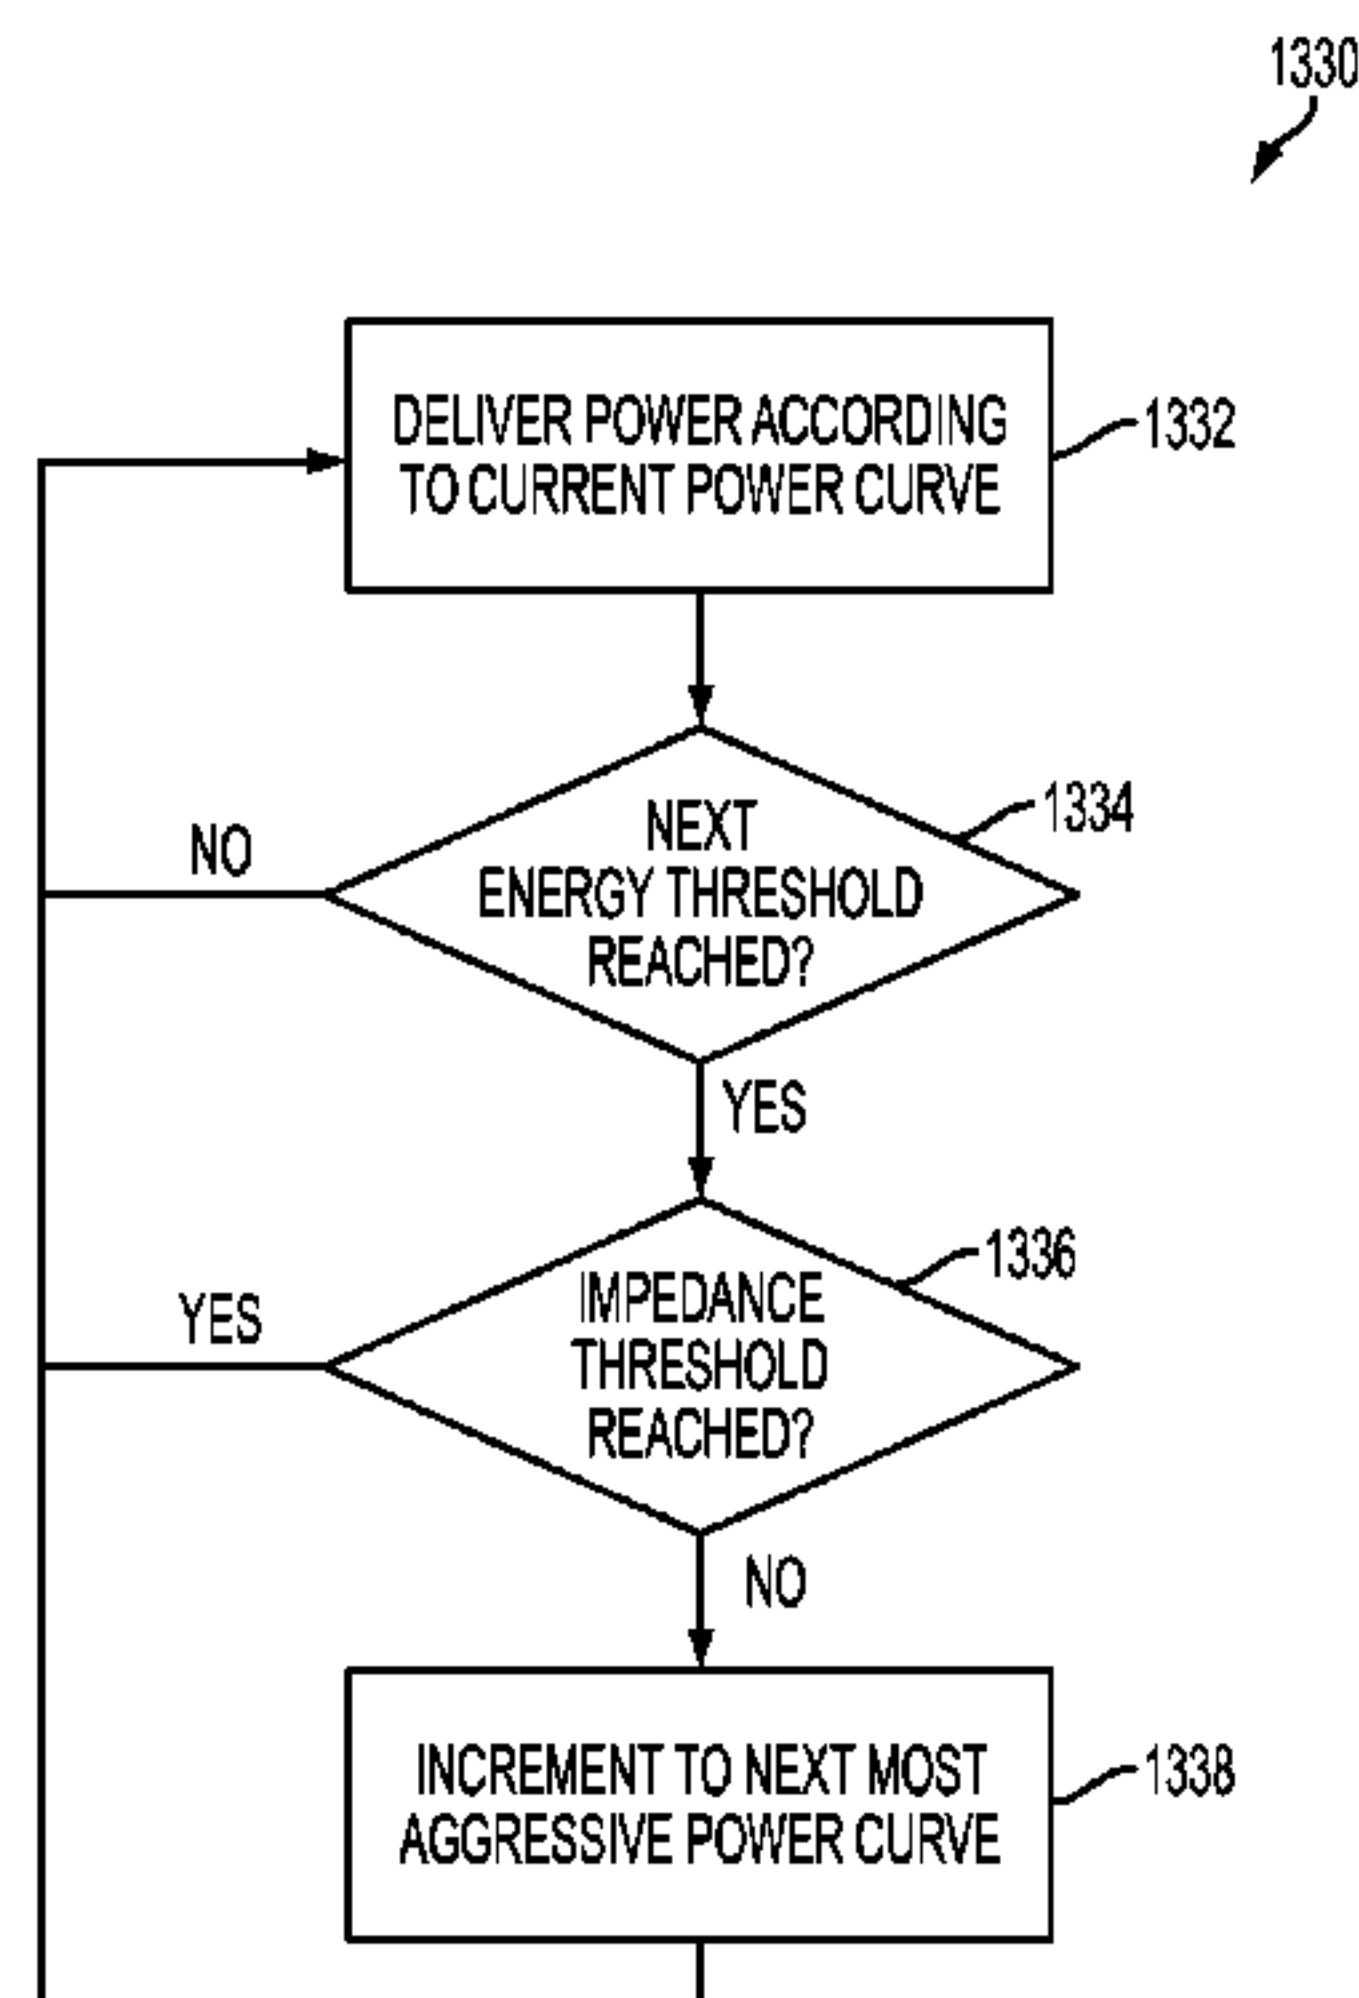 1330
DELIVER POWER ACCORDING
TO CURRENT POWER CURVE
1332
NEXT
ENERGY THRESHOLD
REACHED?
1334
NO
YES
IMPEDANCE
THRESHOLD
REACHED?
1336
YES
NO
INCREMENT TO NEXT MOST
AGGRESSIVE POWER CURVE
1338